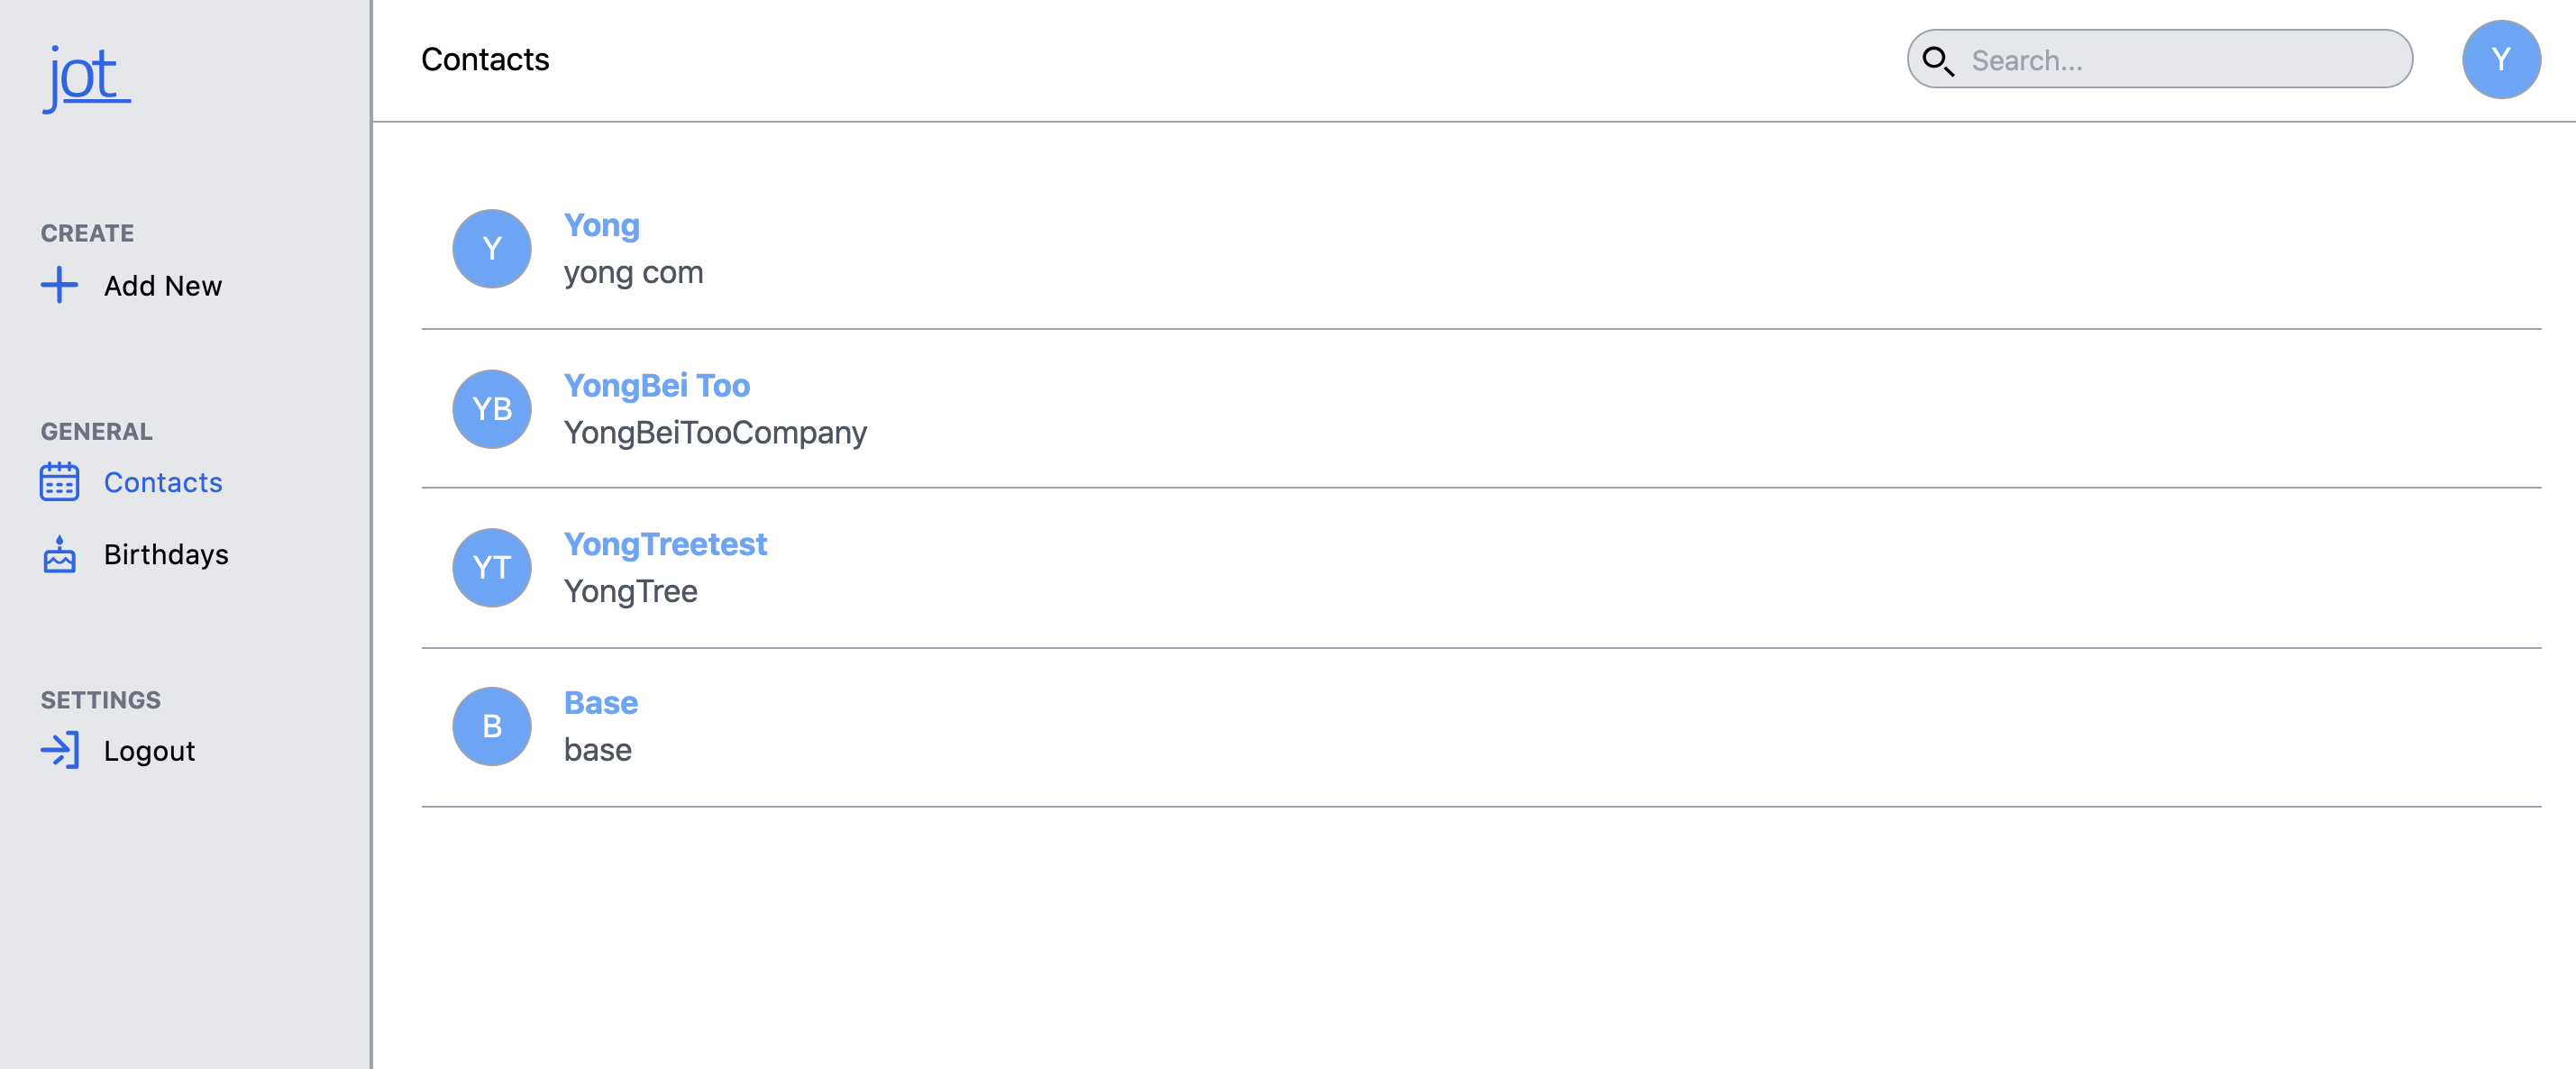 jot
CREATE
Add New
GENERAL
Contacts
Birthdays
SETTINGS
Logout
Contacts
Search...
Y
Y
Yong
yong com
YB
YongBei Too
YongBeiTooCompany
YT
YongTreetest
YongTree
B
Base
base